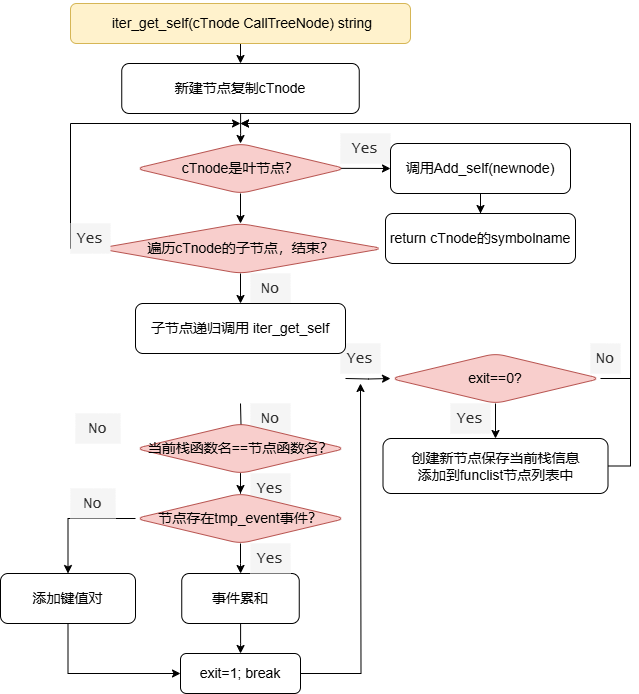 iter_get_self(cTnode CallTreeNode) string
新建节点复制cTnode
cTnode是叶节点?
Yes
调用Add_self(newnode)
return cTnode的symbolname
Yes
遍历cTnode的子节点，结束?
No
子节点递归调用 iter_get_self
Yes
exit==0?
No
Yes
创建新节点保存当前栈信息
添加到funclist节点列表中
No
No
当前栈函数名==节点函数名?
Yes
节点存在tmp_event事件?
No
Yes
添加键值对
事件累和
exit=1; break